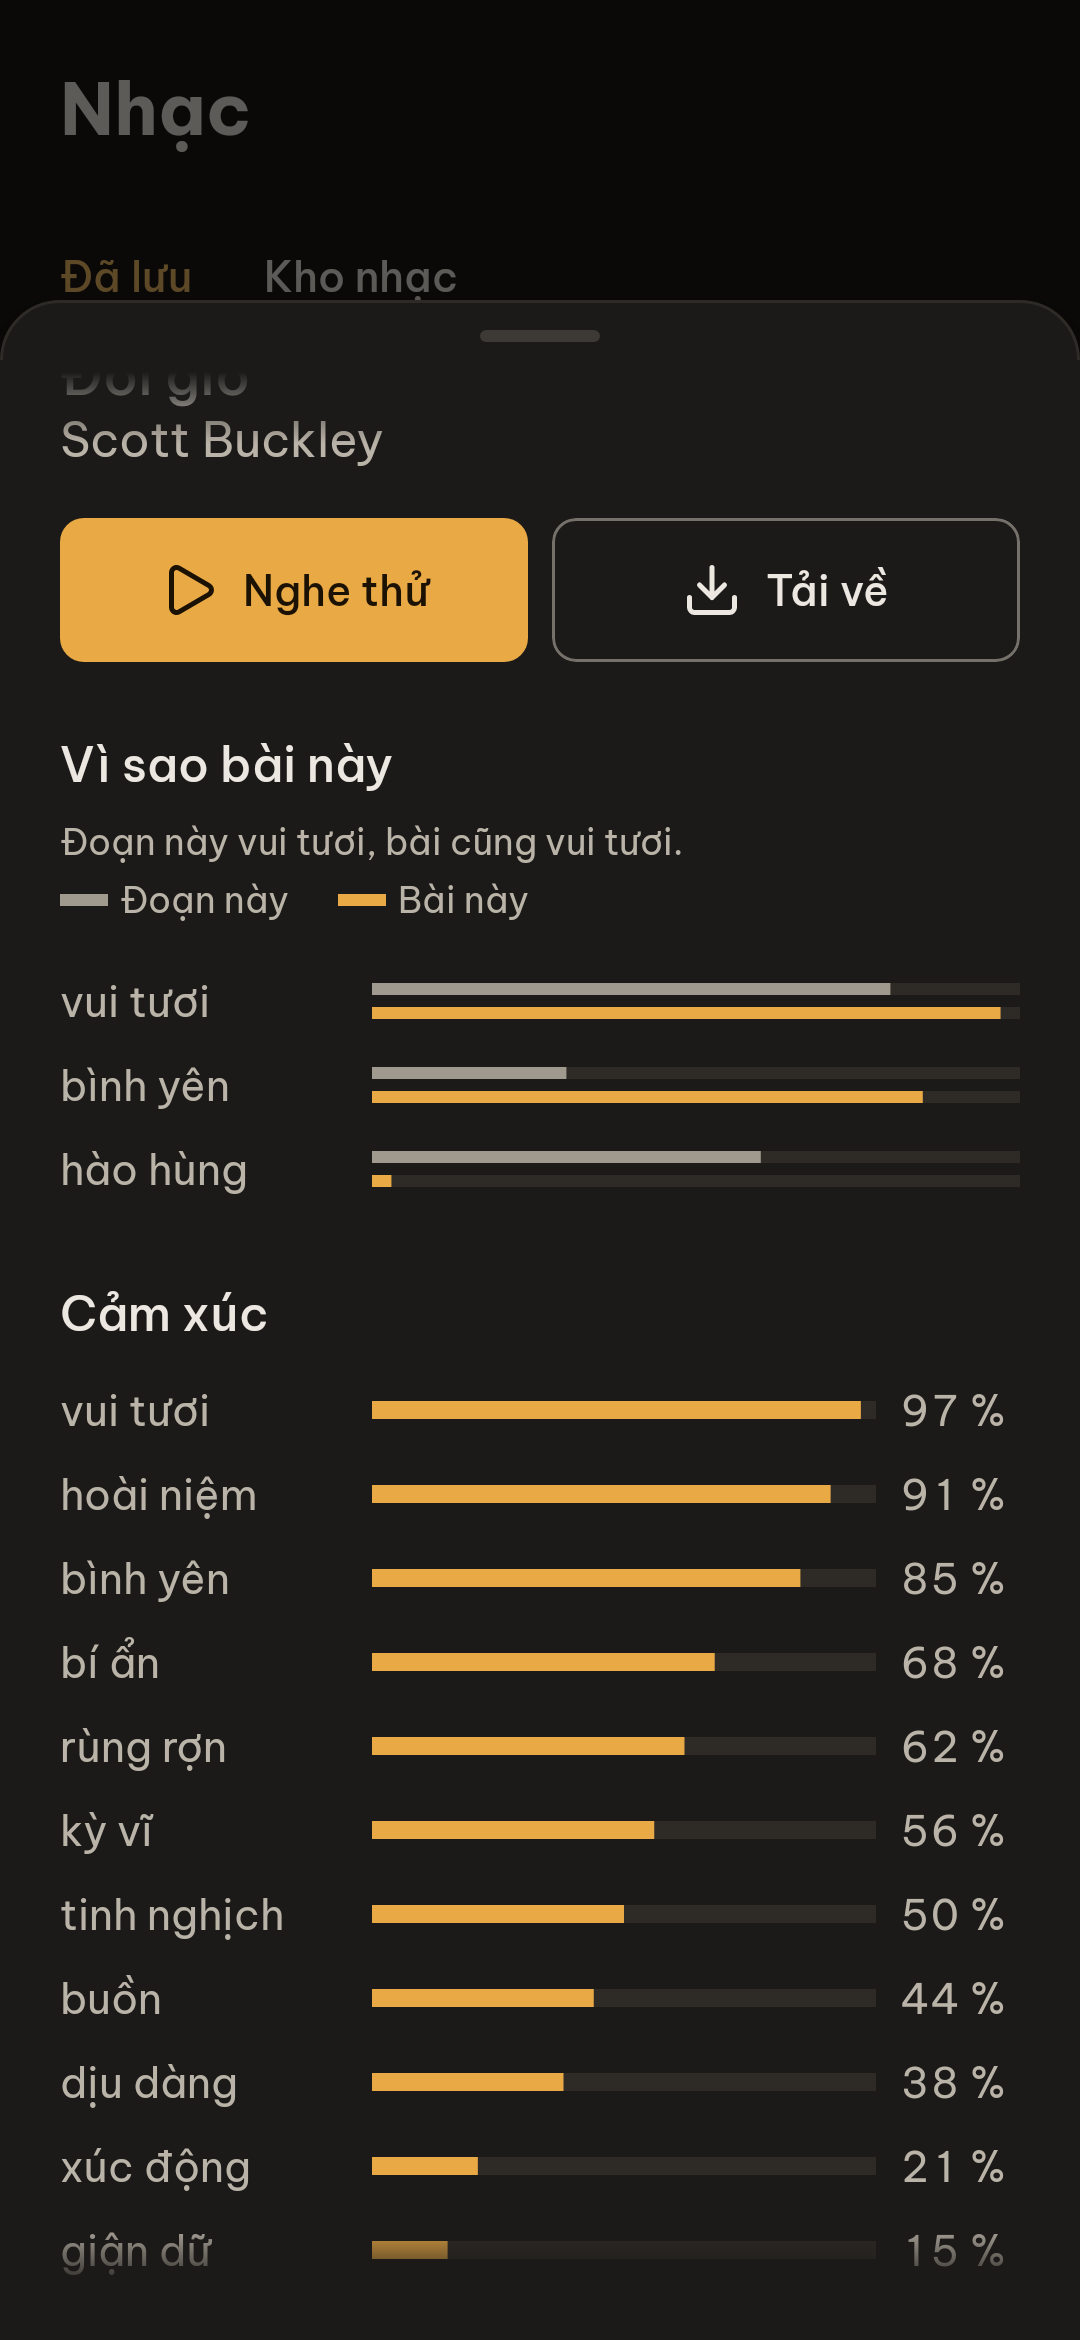 Nhạc
Đã lưu Kho nhạc
Scott Buckley
Nghe thử Tải về
Vì sao bài này
Đoạn này vui tươi, bài cũng vui tươi.
Đoạn này Bài này
vui tươi
bình yên
hào hùng
Cảm xúc
vui tươi 97 %
hoài niệm 91 %
bình yên 85 %
bí ẩn 68 %
rùng rợn 62 %
kỳ vĩ 56 %
tinh nghịch 50 %
buồn 44 %
dịu dàng 38 %
xúc động 21 %
giận dữ 15 %